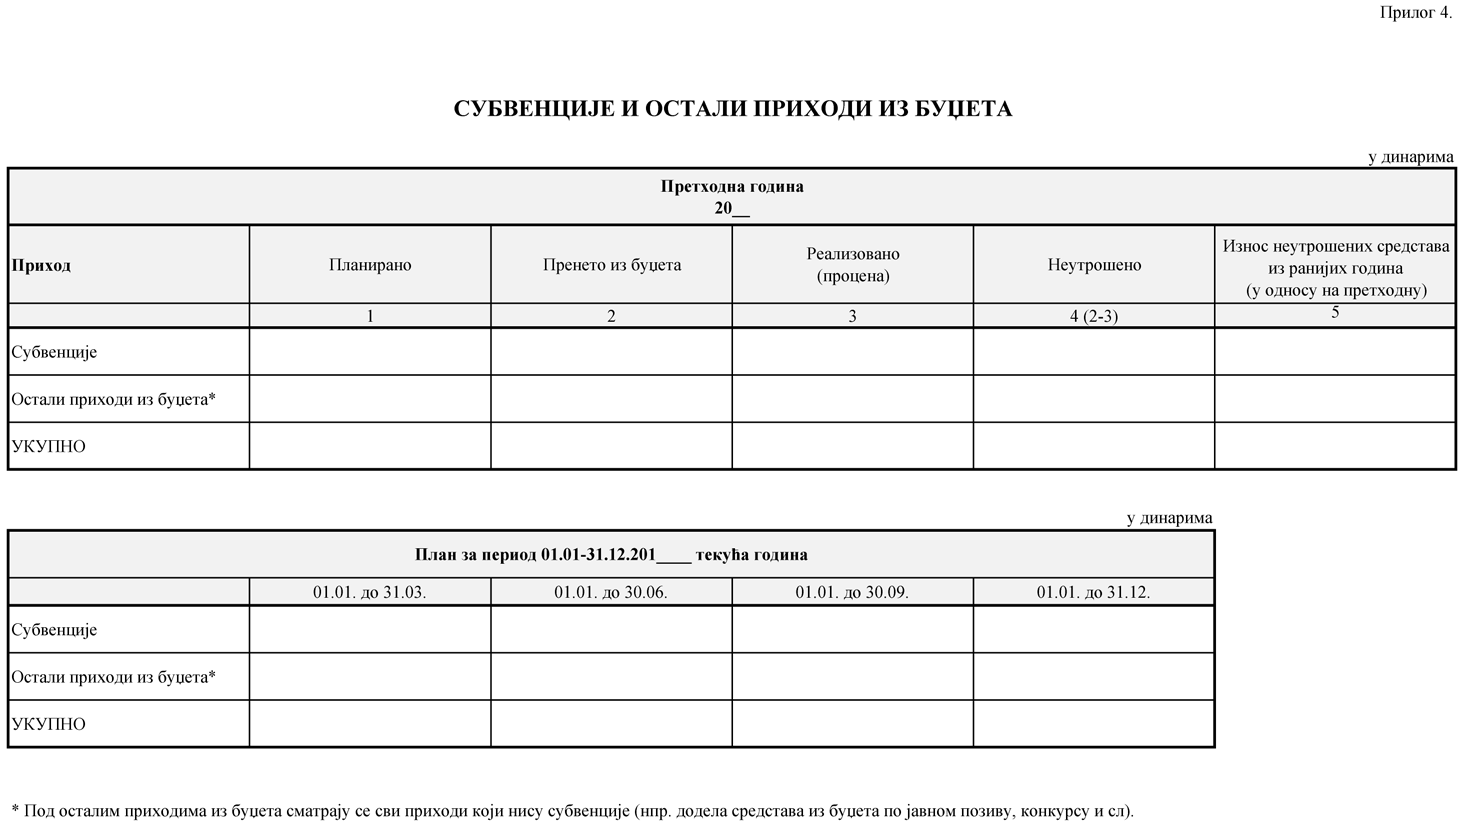 Прилог 4.
СУБВЕНЦИЈЕ И ОСТАЛИ ПРИХОДИ ИЗ БУЏЕТА
у динарима
Претходна година
20__
Приход
Планирано
Пренето из буџета
Реализовано
(процена)
Неутрошено
Износ неутрошених средстава
из ранијих година
(у односу на претходну)
1
2
3
4 (2-3)
5
Субвенције
Остали приходи из буџета*
УКУПНО
у динарима
План за период 01.01-31.12.201____ текућа година
01.01. до 31.03.
01.01. до 30.06.
01.01. до 30.09.
01.01. до 31.12.
Субвенције
Остали приходи из буџета*
УКУПНО
* Под осталим приходима из буџета сматрају се сви приходи који нису субвенције (нпр. додела средстава из буџета по јавном позиву, конкурсу и сл).